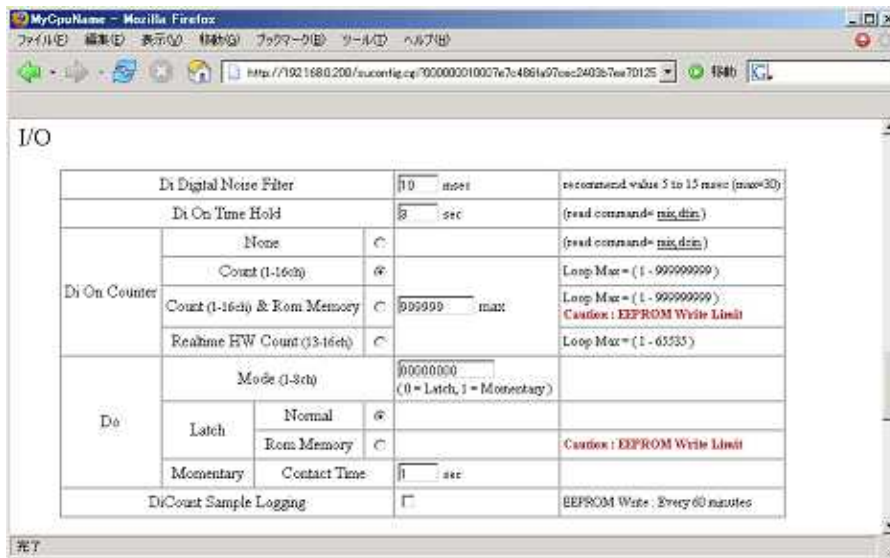 MyCpuName - Mozilla Firefox
ファイル(F) 編集(E) 表示(V) 移動(G) ブックマーク(B) ツール(T) ヘルプ(H)
移動
I/O
Di Digital Noise Filter 10 msec recommend value 5 to 15 msec (max=30)
Di On Time Hold sec (read command= mix,dtin,)
Di On Counter
None (read command= mix,dcin,)
Count (1-16ch) Loop Max = ( 1 - 999999999 )
Count (1-16ch) & Rom Memory 999999 max Loop Max = ( 1 - 999999999 )
Caution : EEPROM Write Limit
Realtime HW Count (13-16ch) Loop Max = ( 1 - 65535 )
Do
Mode (1-8ch) 00000000
( 0 = Latch, 1 = Momentary )
Latch
Normal
Rom Memory Caution : EEPROM Write Limit
Momentary Contact Time 1 sec
DiCount Sample Logging EEPROM Write : Every 60 minutes
完了